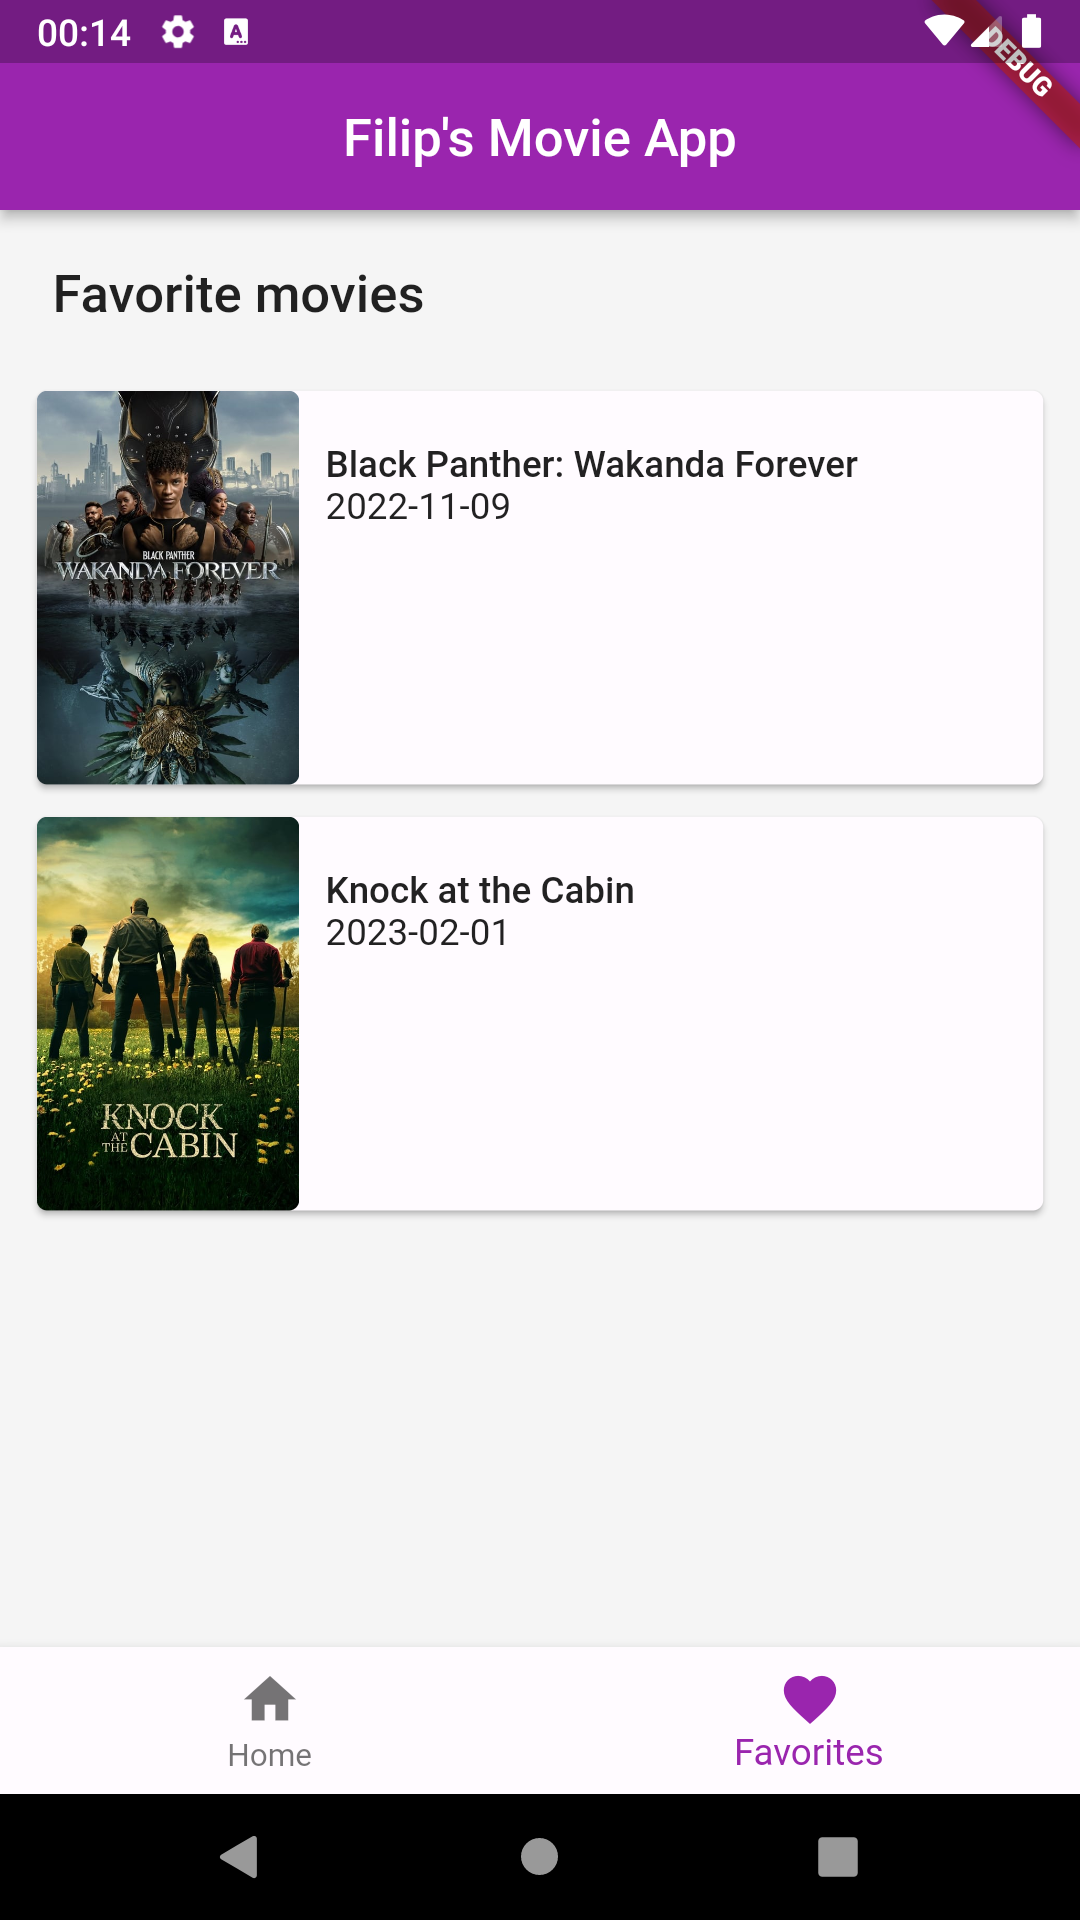 00:14
DEBUG
Filip's Movie App
Favorite movies
BLACK PANTHER
WAKANDA FOREVER
Black Panther: Wakanda Forever
2022-11-09
KNOCK
AT
THE CABIN
Knock at the Cabin
2023-02-01
Home
Favorites